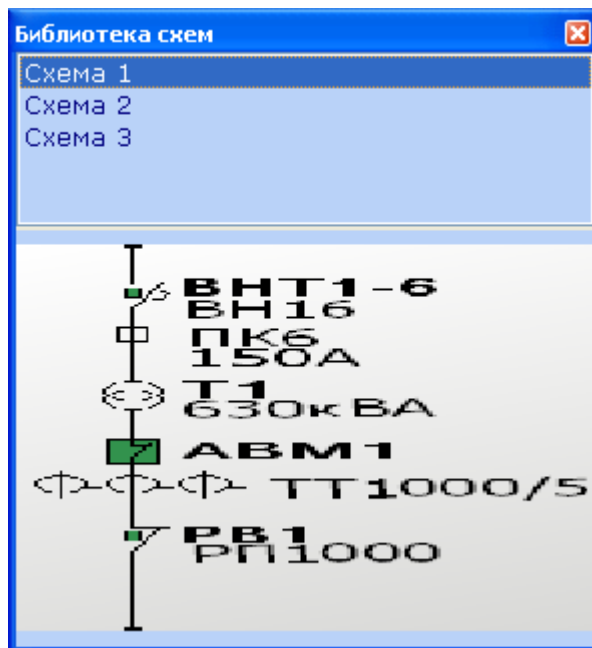 Библиотека схем
Схема 1
Схема 2
Схема 3
ВНТ1-6
ВН16
ПК6
150А
Т1
630кВА
АВМ1
ТТ1000/5
РВ1
РП1000